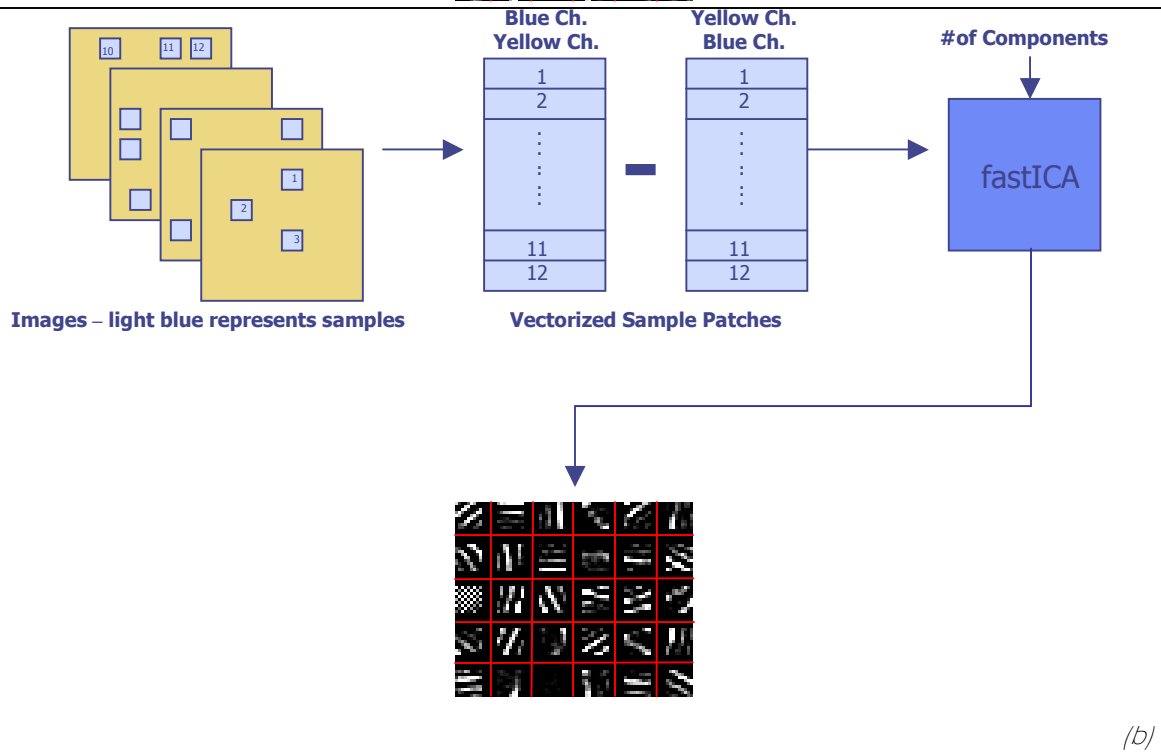 Blue Ch.
Yellow Ch.
Yellow Ch.
Blue Ch.
#of Components
10
11
12
1
2
3
1
2
:
:
:
:
11
12
1
2
:
:
:
:
11
12
fastICA
Images – light blue represents samples
Vectorized Sample Patches
(b)